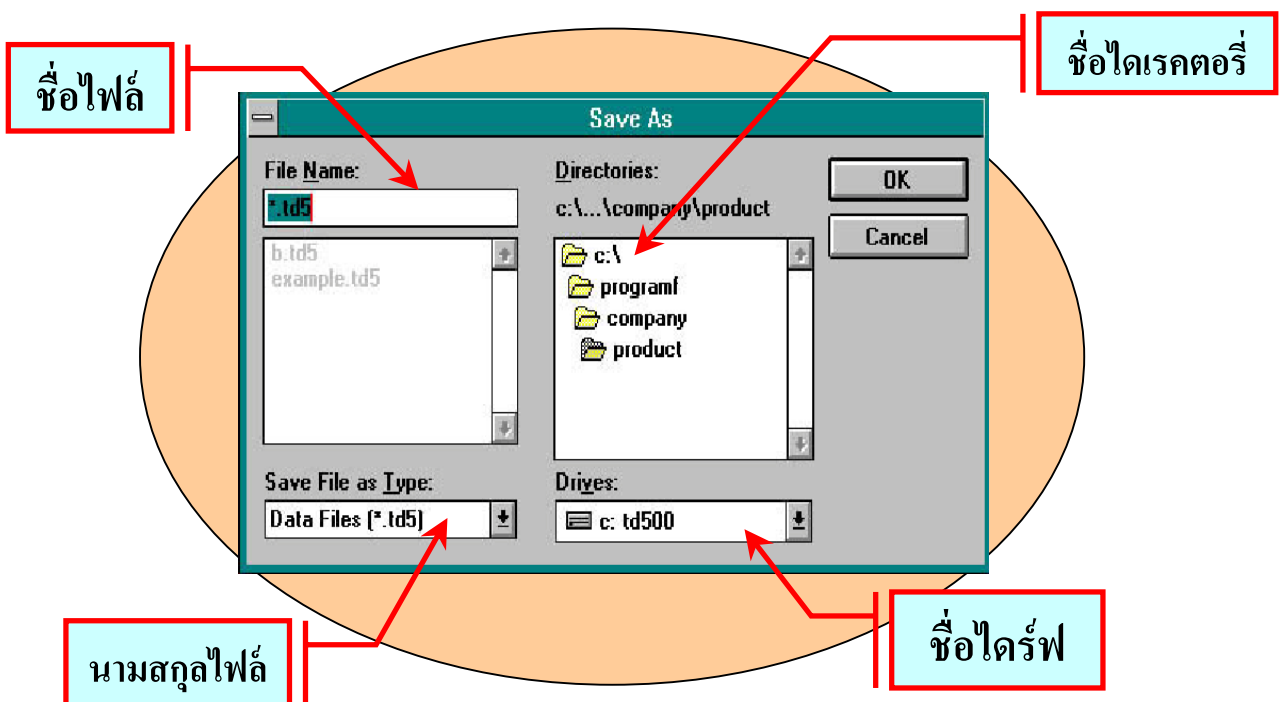 ชื่อไฟล์
ชื่อไดเรคตอรี่
Save As
File Name:
*.td5
b.td5
example.td5
Directories:
c:\...\company\product
c:\
programf
company
product
OK
Cancel
Save File as Type:
Data Files (*.td5)
Drives:
c: td500
นามสกุลไฟล์
ชื่อไดร์ฟ